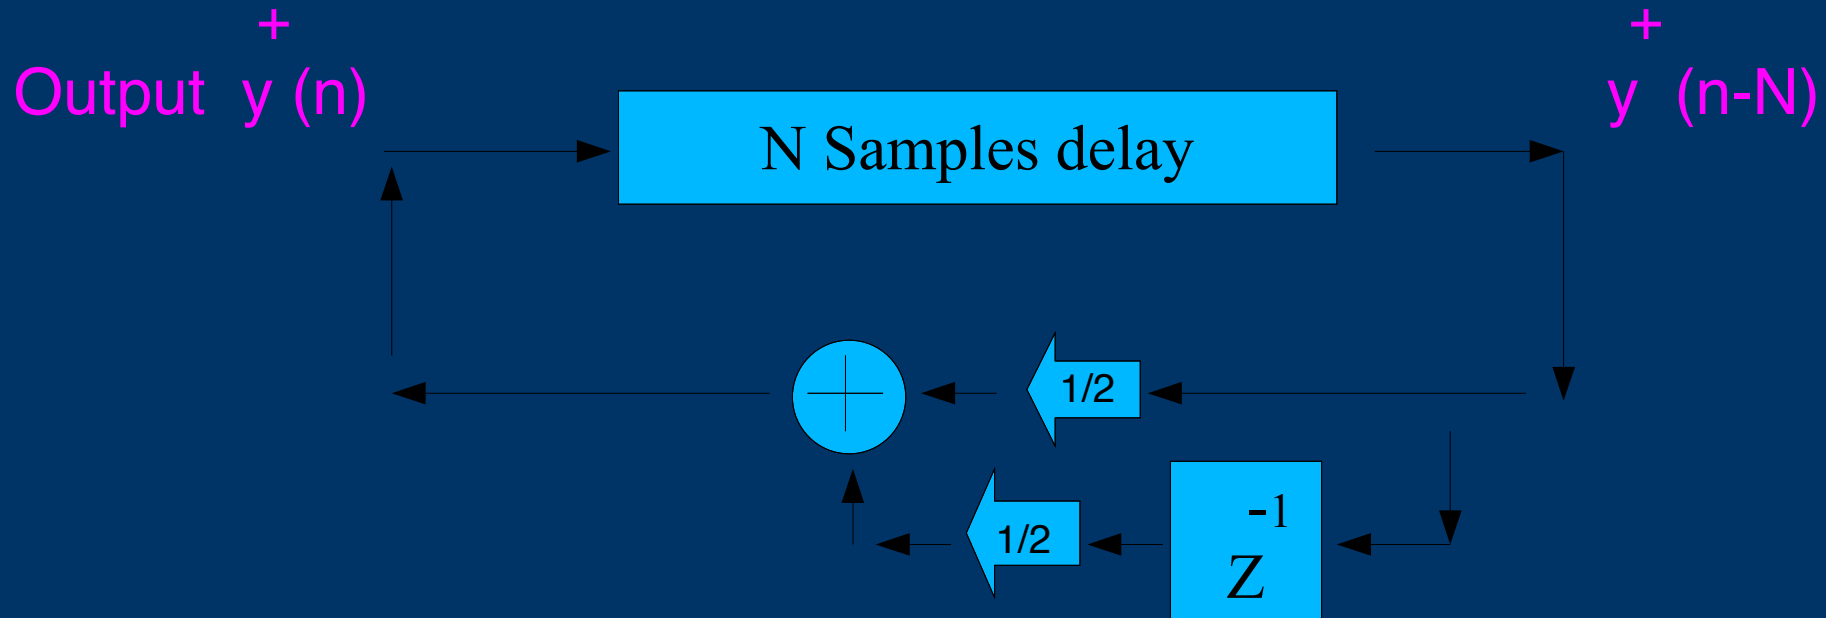 + +
Output y (n) y (n-N)
N Samples delay
1/2
1/2
-1
Z